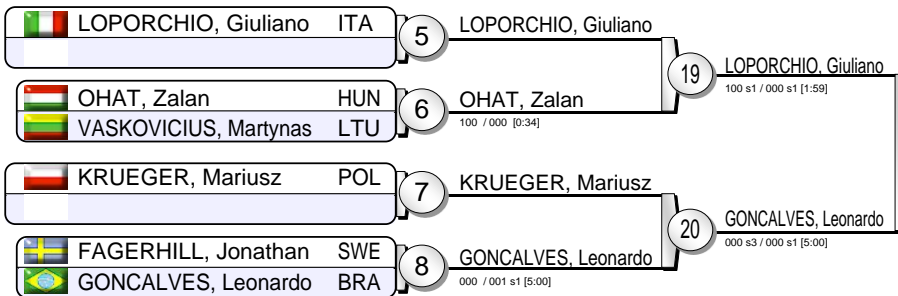 LOPORCHIO, Giuliano ITA
5
LOPORCHIO, Giuliano
19
LOPORCHIO, Giuliano
100 s1 / 000 s1 [1:59]
OHAT, Zalan HUN
VASKOVICIUS, Martynas LTU
6
OHAT, Zalan
100 / 000 [0:34]
KRUEGER, Mariusz POL
7
KRUEGER, Mariusz
20
GONCALVES, Leonardo
000 s3 / 000 s1 [5:00]
FAGERHILL, Jonathan SWE
GONCALVES, Leonardo BRA
8
GONCALVES, Leonardo
000 / 001 s1 [5:00]